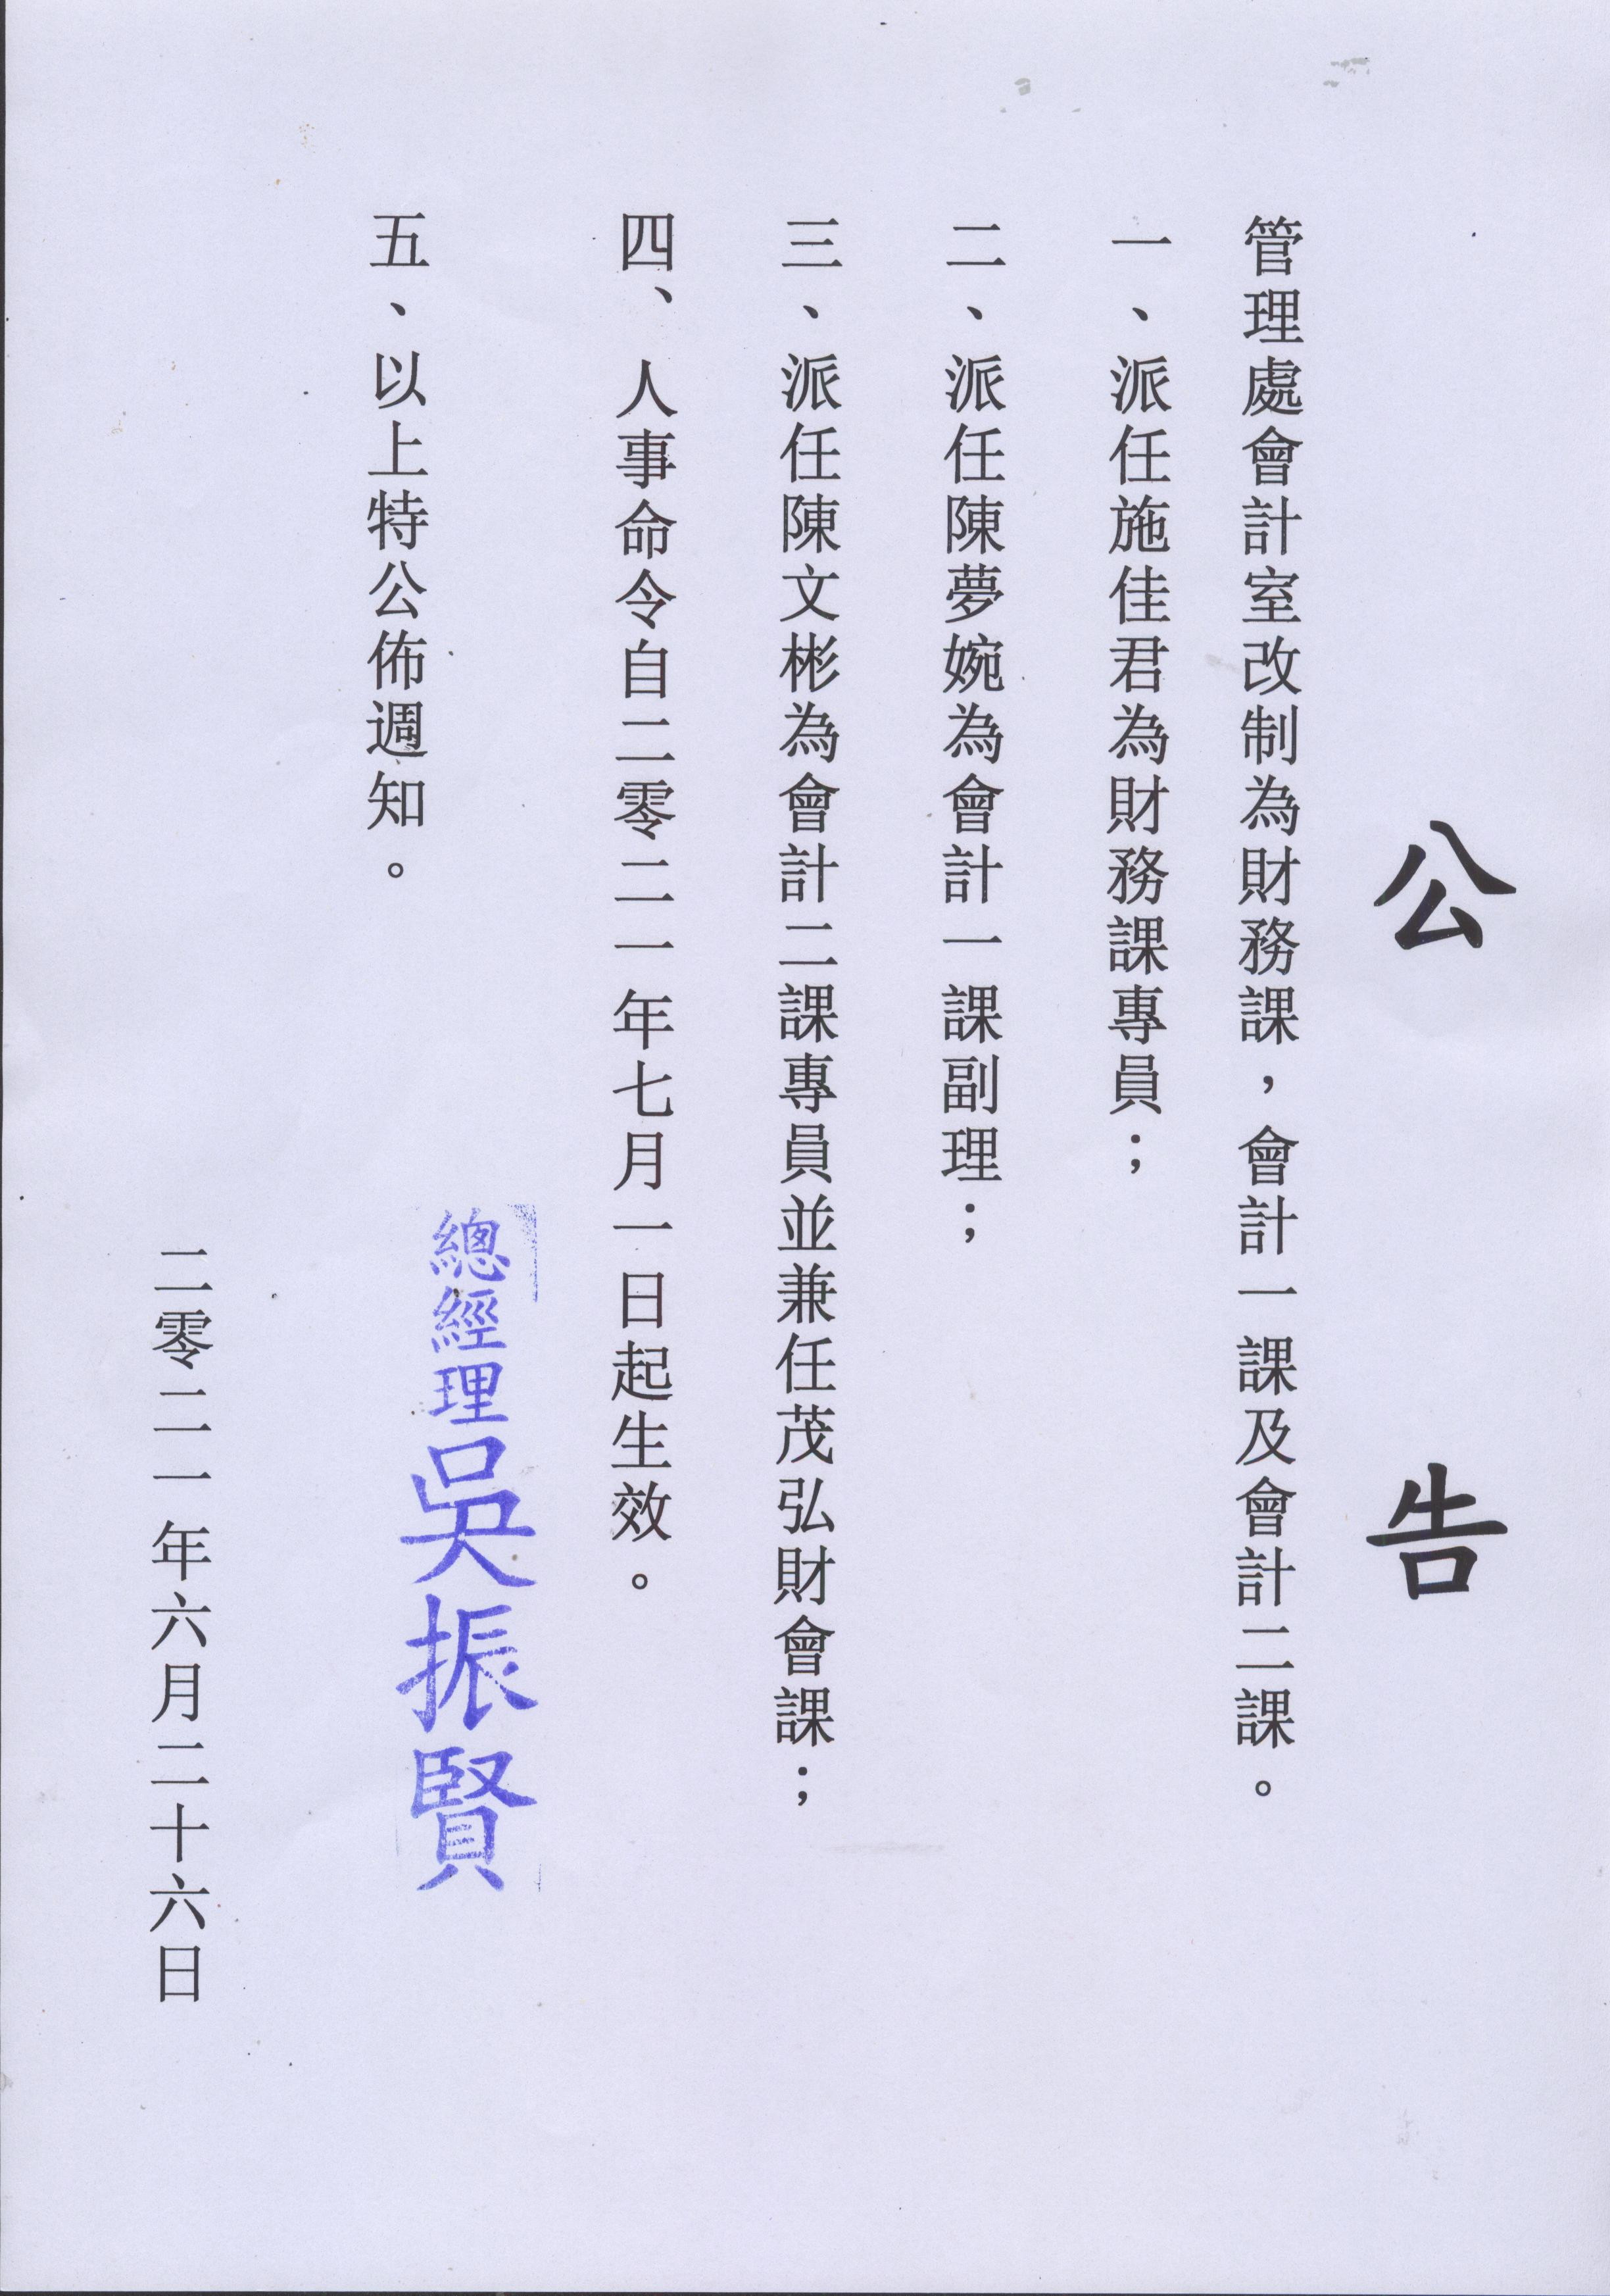 公告
管理處會計室改制為財務課，會計一課及會計二課。
一、派任施佳君為財務課專員；
二、派任陳夢婉為會計一課副理；
三、派任陳文彬為會計二課專員並兼任茂弘財會課；
四、人事命令自二零二一年七月一日起生效。
五、以上特公佈週知。
總經理吳振賢
二零二一年六月二十六日